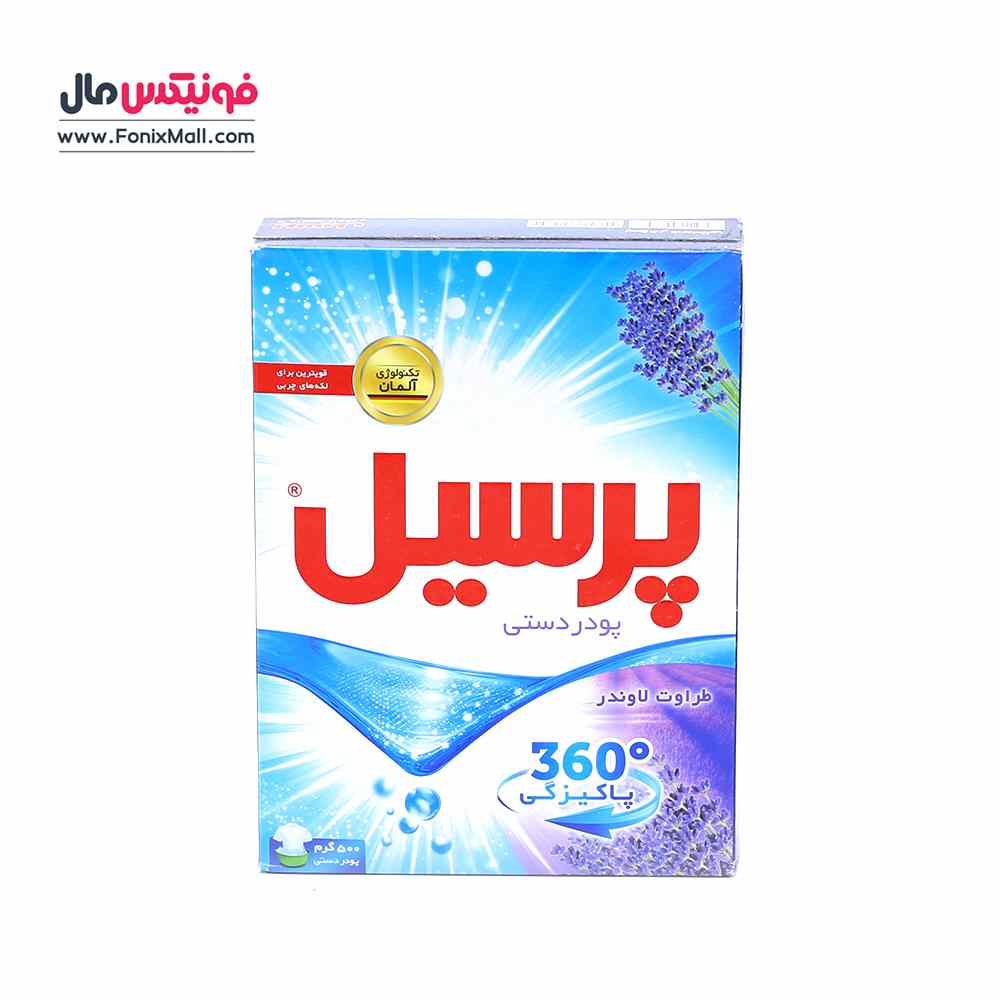 فونیکس مال
www.FonixMall.com
قویترین برای
لکه‌های چربی
تکنولوژی
آلمان
پرسیل®
پودر دستی
طراوت لاوندر
360°
پاکیزگی
۵۰۰ گرم
پودر دستی